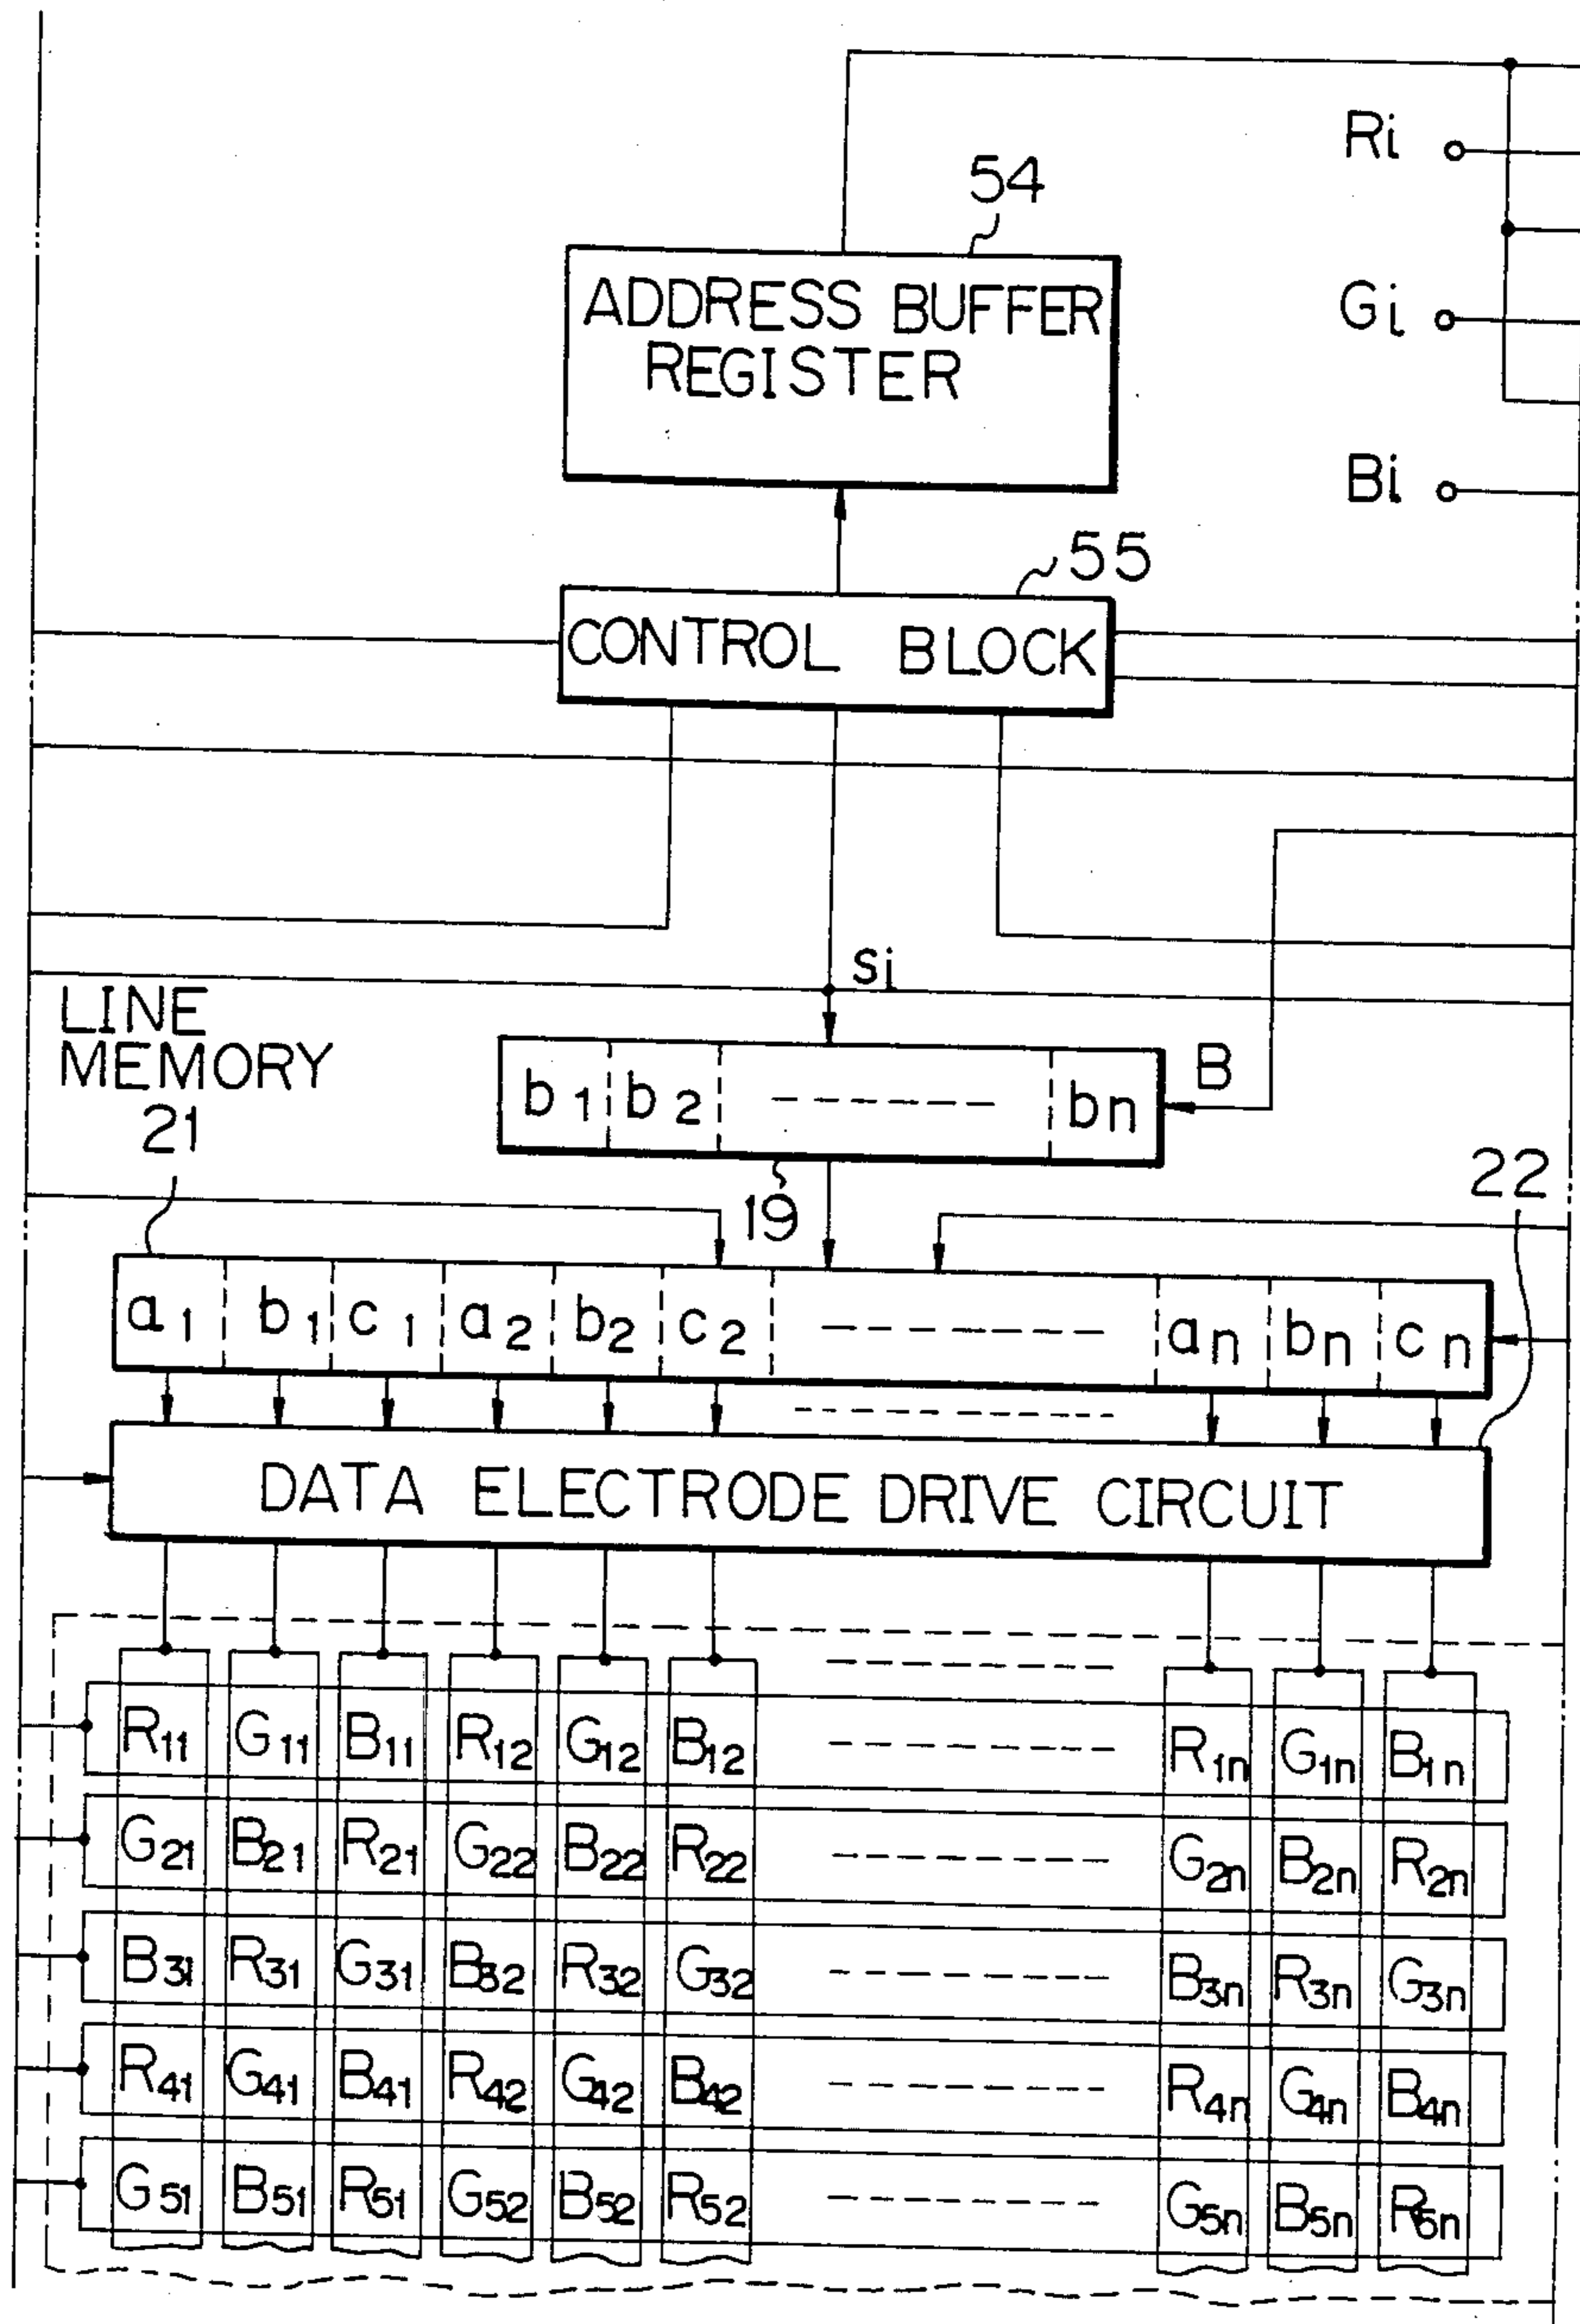 Ri
54
ADDRESS BUFFER
REGISTER
Gi
Bi
55
CONTROL BLOCK
si
LINE
MEMORY
21
b1 b2 bn
B
19
22
a1 b1 c1 a2 b2 c2 an bn cn
DATA ELECTRODE DRIVE CIRCUIT
R11 G11 B11 R12 G12 B12 R1n G1n B1n
G21 B21 R21 G22 B22 R22 G2n B2n R2n
B31 R31 G31 B32 R32 G32 B3n R3n G3n
R41 G41 B41 R42 G42 B42 R4n G4n B4n
G51 B51 R51 G52 B52 R52 G5n B5n R5n